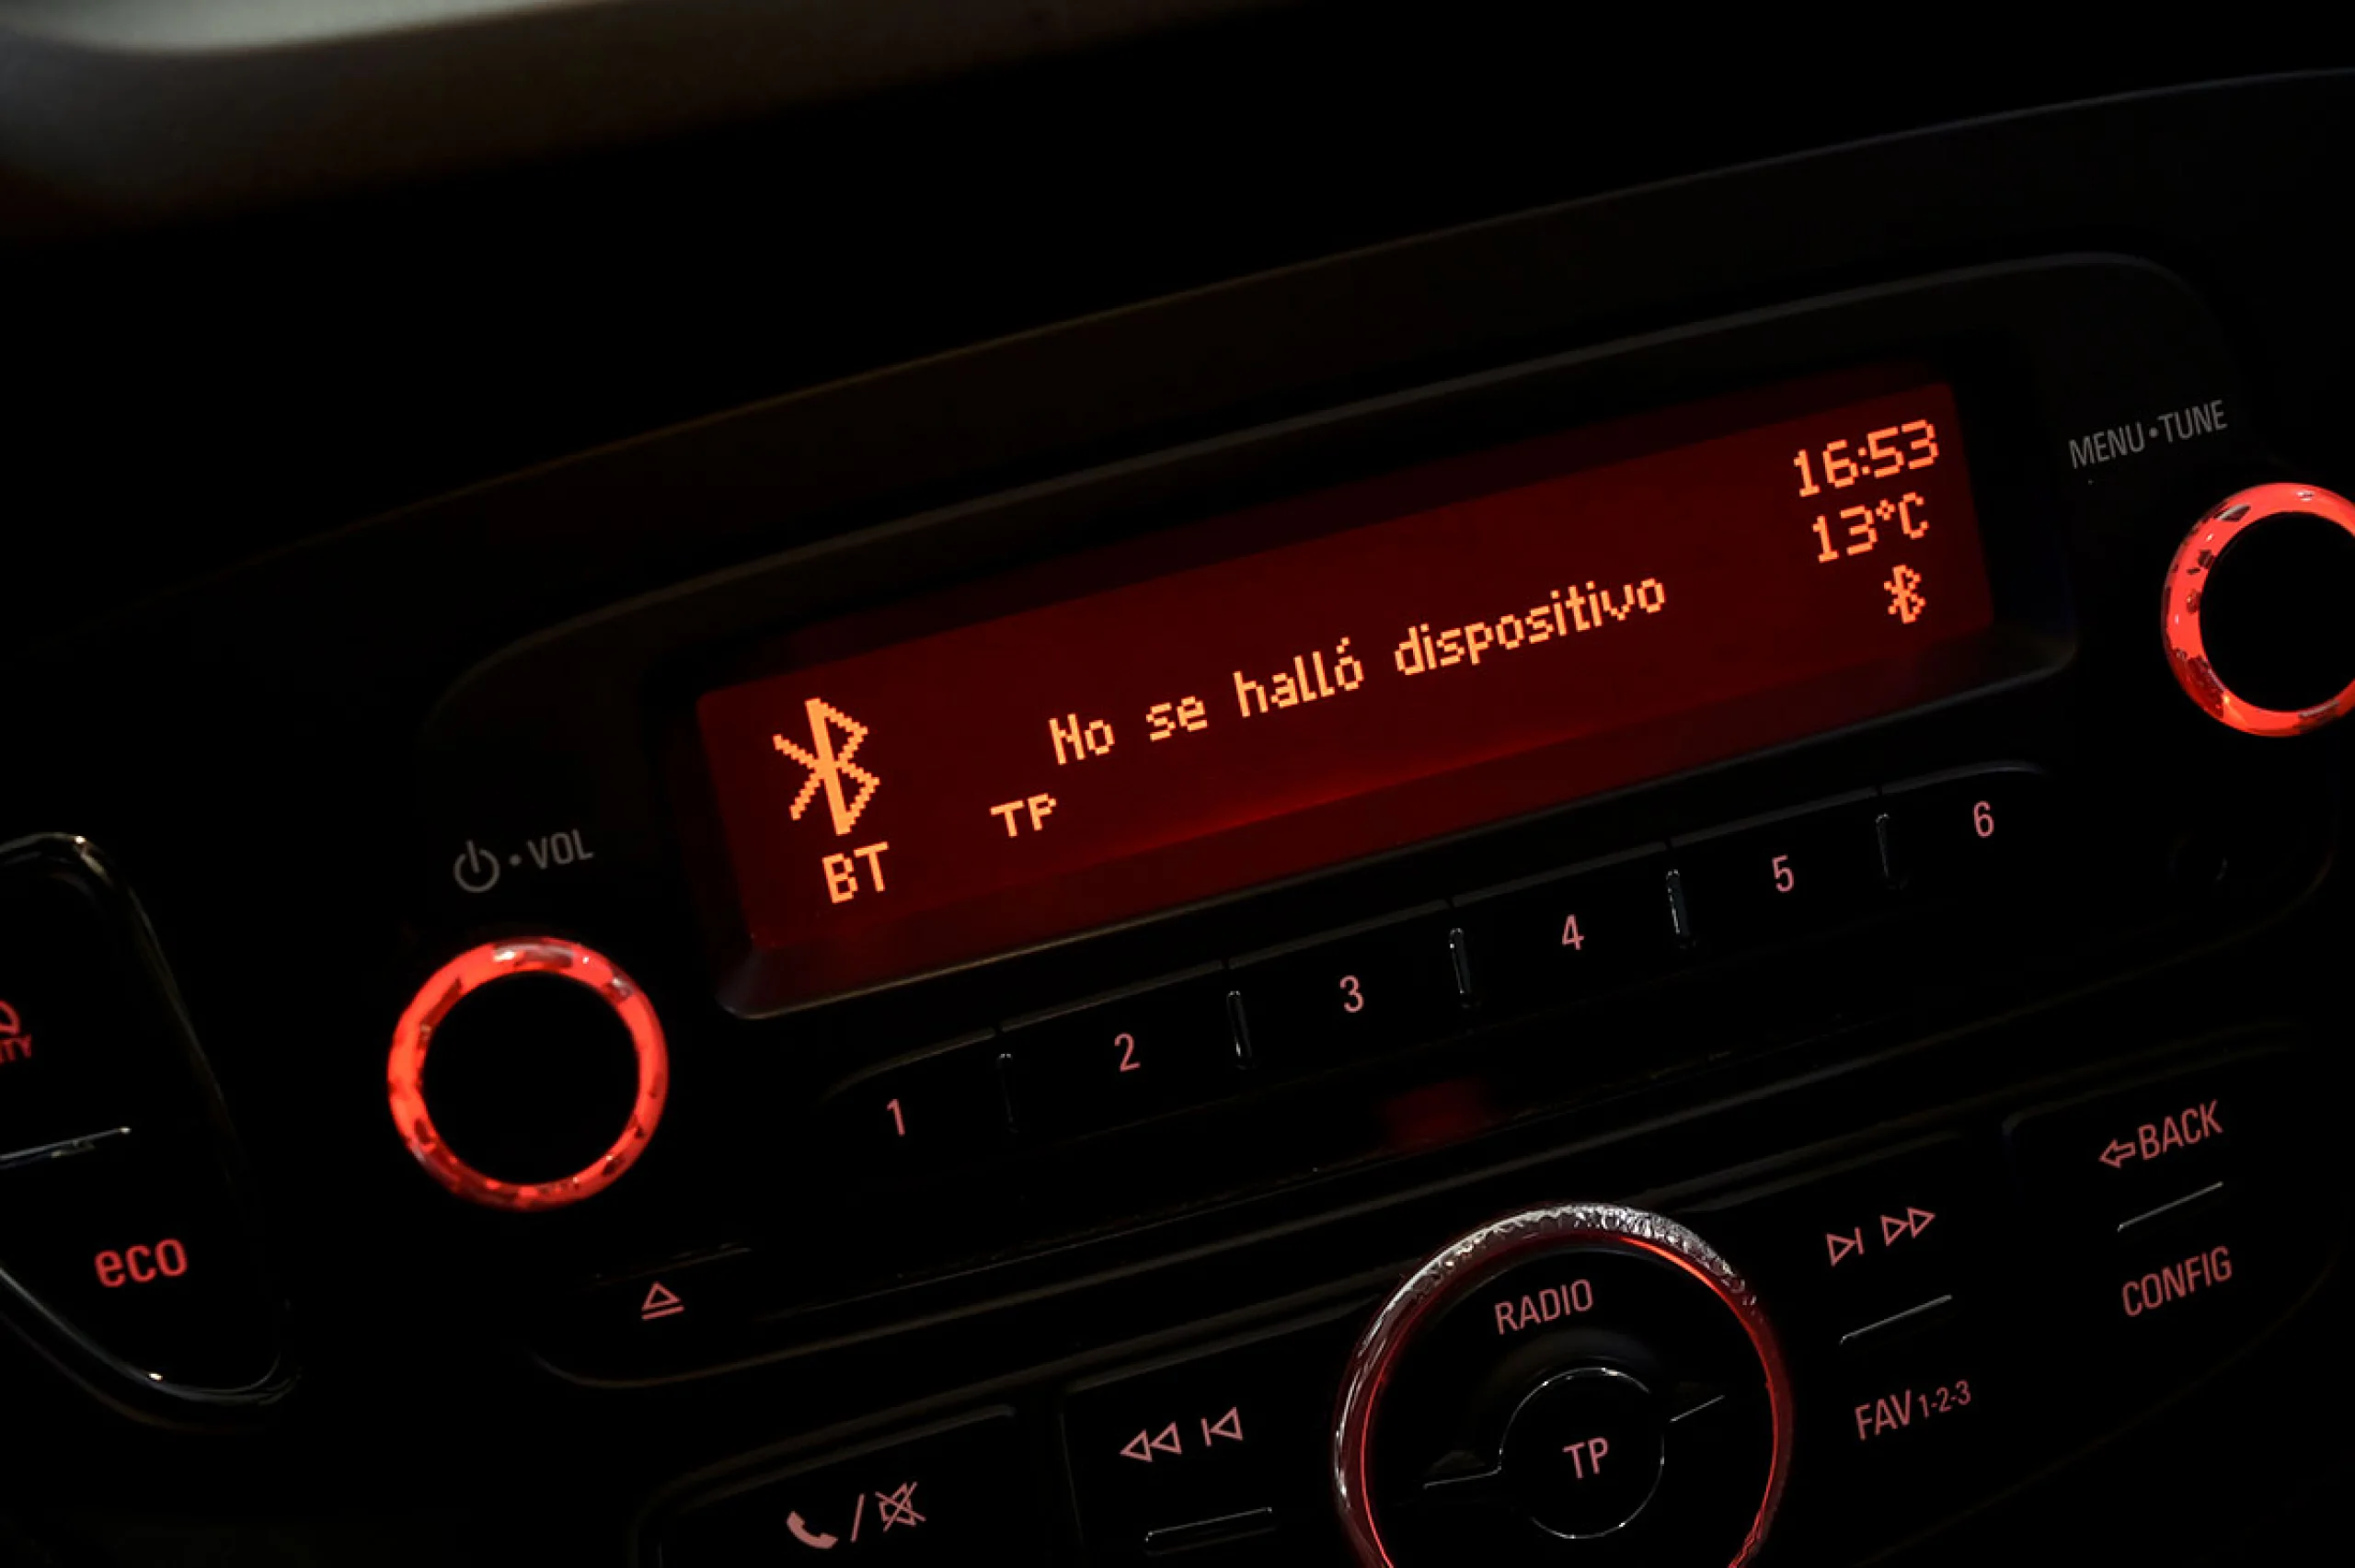 16:53
13°C
No se halló dispositivo
TP
BT
MENU•TUNE
•VOL
1 2 3 4 5 6
eco
BACK
CONFIG
RADIO
FAV 1-2-3
TP